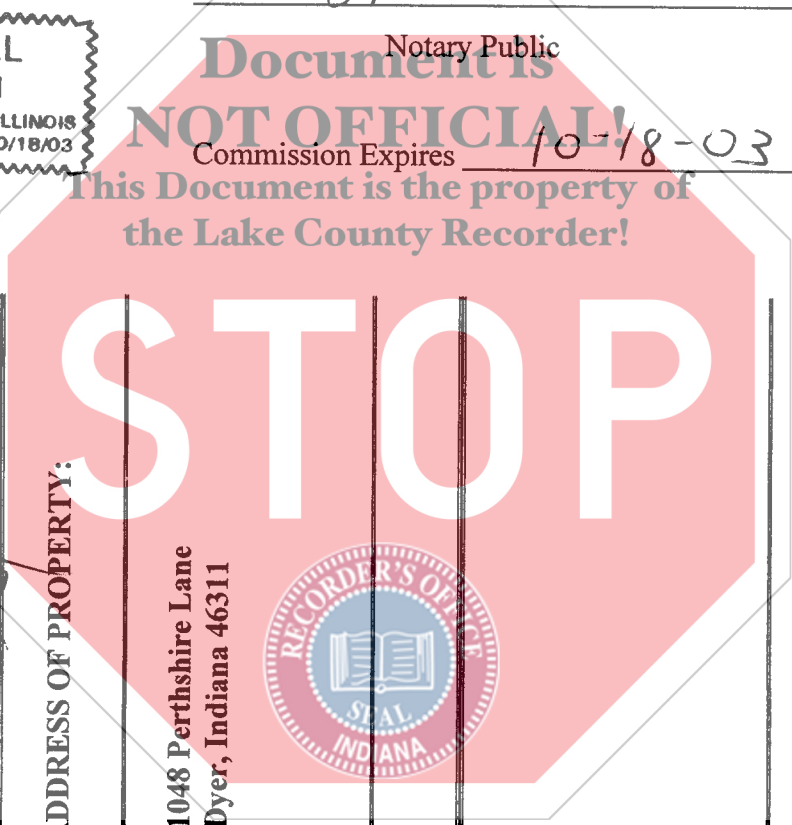 Notary Public
Document is
NOT OFFICIAL!
LLINOIS
0/18/03
Commission Expires 10-18-03
This Document is the property of
the Lake County Recorder!
STOP
DDRESS OF PROPERTY:
1048 Perthshire Lane
Dyer, Indiana 46311
RECORDER'S OFFICE
SEAL
INDIANA